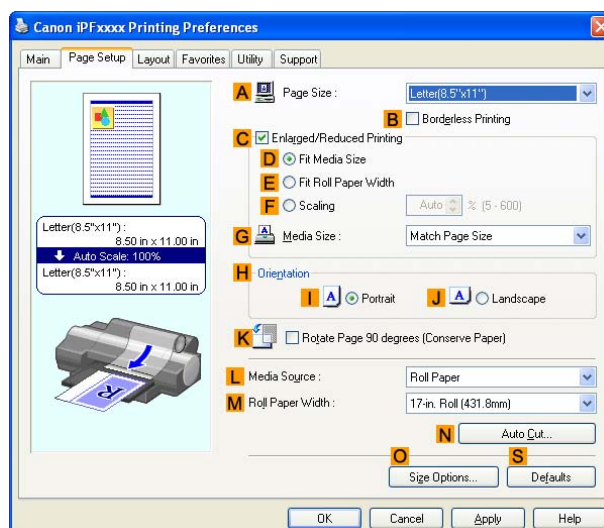 Canon iPFxxxx Printing Preferences
Main Page Setup Layout Favorites Utility Support
A Page Size : Letter(8.5"x11")
B Borderless Printing
C Enlarged/Reduced Printing
D Fit Media Size
E Fit Roll Paper Width
F Scaling Auto % (5 - 600)
Letter(8.5"x11") :
8.50 in x 11.00 in
Auto Scale: 100%
Letter(8.5"x11") :
8.50 in x 11.00 in
G A Media Size : Match Page Size
H Orientation
I A Portrait J A Landscape
K Rotate Page 90 degrees (Conserve Paper)
R
L Media Source : Roll Paper
M Roll Paper Width : 17-in. Roll (431.8mm)
N Auto Cut...
O S
Size Options... Defaults
OK Cancel Apply Help